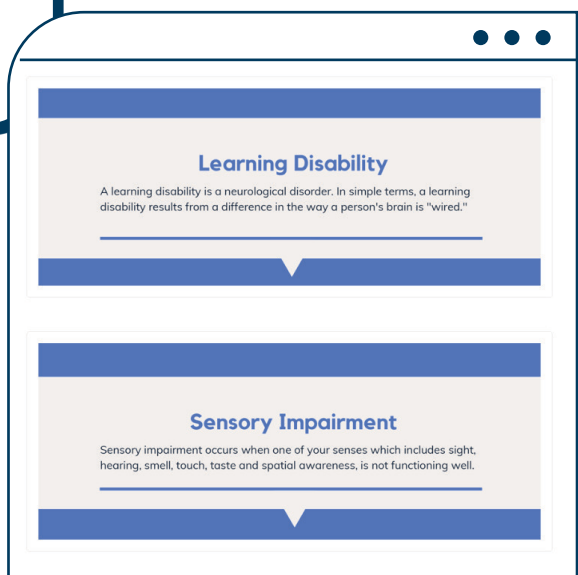 Learning Disability
A learning disability is a neurological disorder. In simple terms, a learning
disability results from a difference in the way a person's brain is "wired."
Sensory Impairment
Sensory impairment occurs when one of your senses which includes sight,
hearing, smell, touch, taste and spatial awareness, is not functioning well.